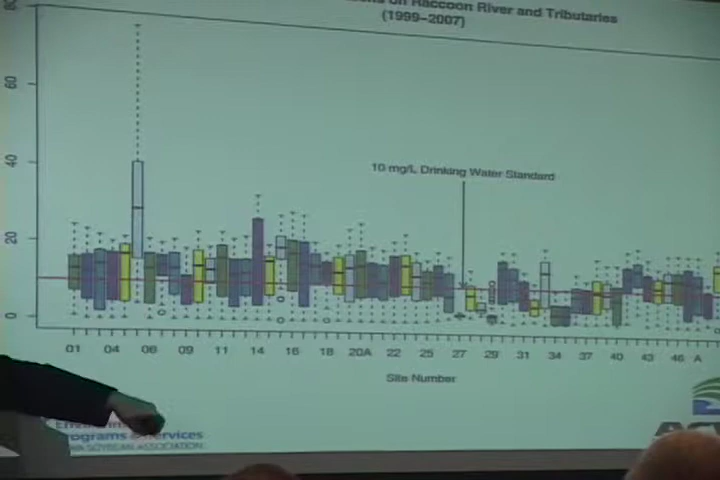 on Raccoon River and Tributaries
(1999–2007)
80
60
40
20
0
10 mg/L Drinking Water Standard
01 04 06 09 11 14 16 18 20A 22 25 27 29 31 34 37 40 43 46 A
Site Number
Programs & Services
SOYBEAN ASSOCIATION